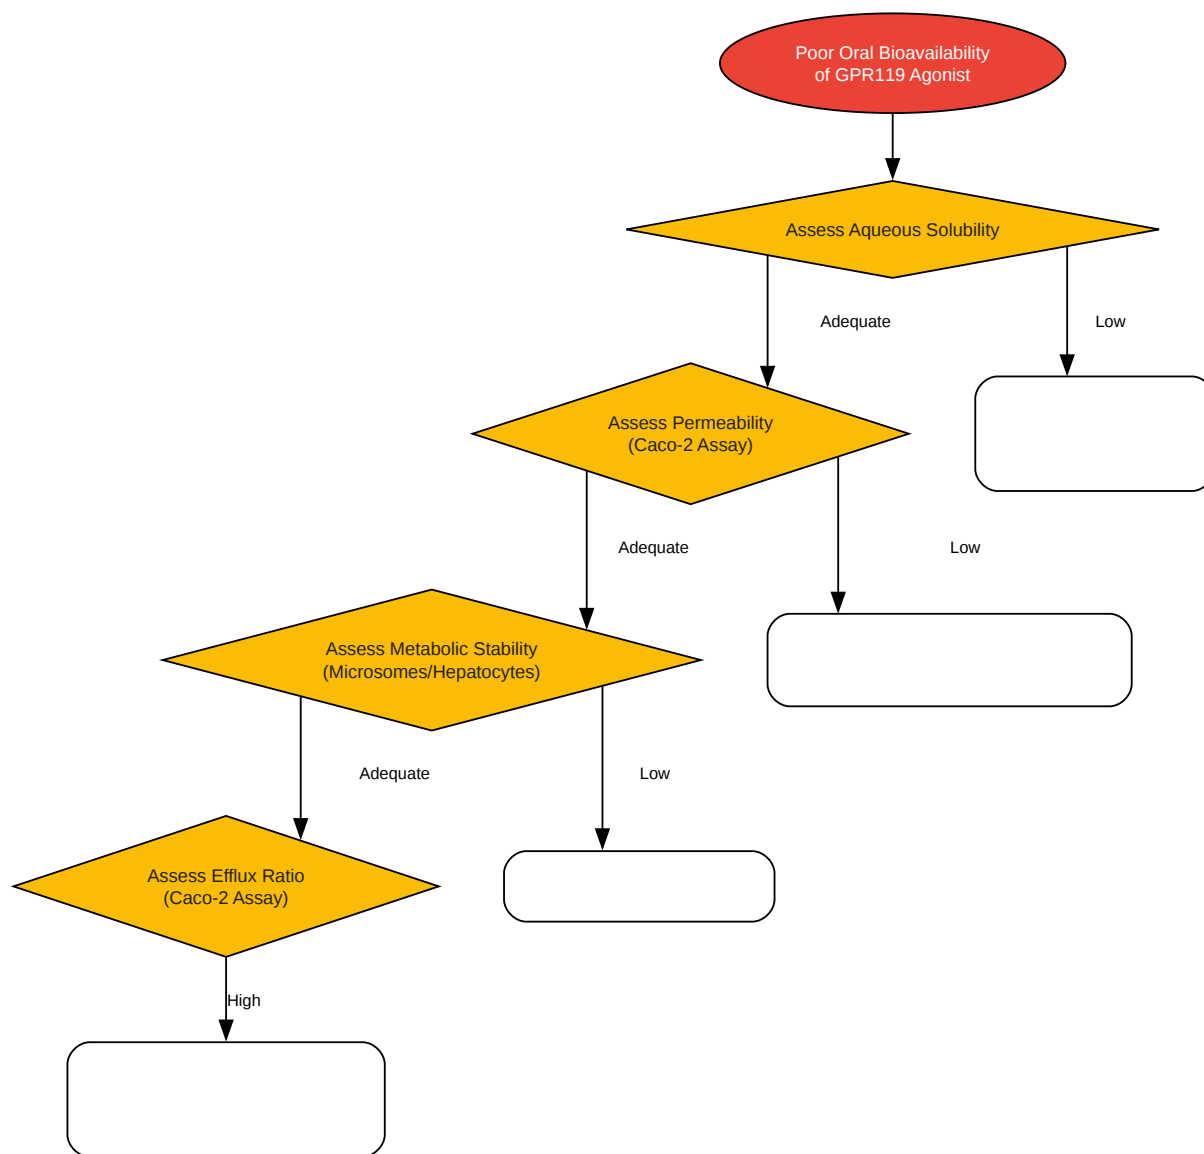 Poor Oral Bioavailability
of GPR119 Agonist
Assess Aqueous Solubility
Adequate
Low
Assess Permeability
(Caco-2 Assay)
Adequate
Low
Assess Metabolic Stability
(Microsomes/Hepatocytes)
Adequate
Low
Assess Efflux Ratio
(Caco-2 Assay)
High